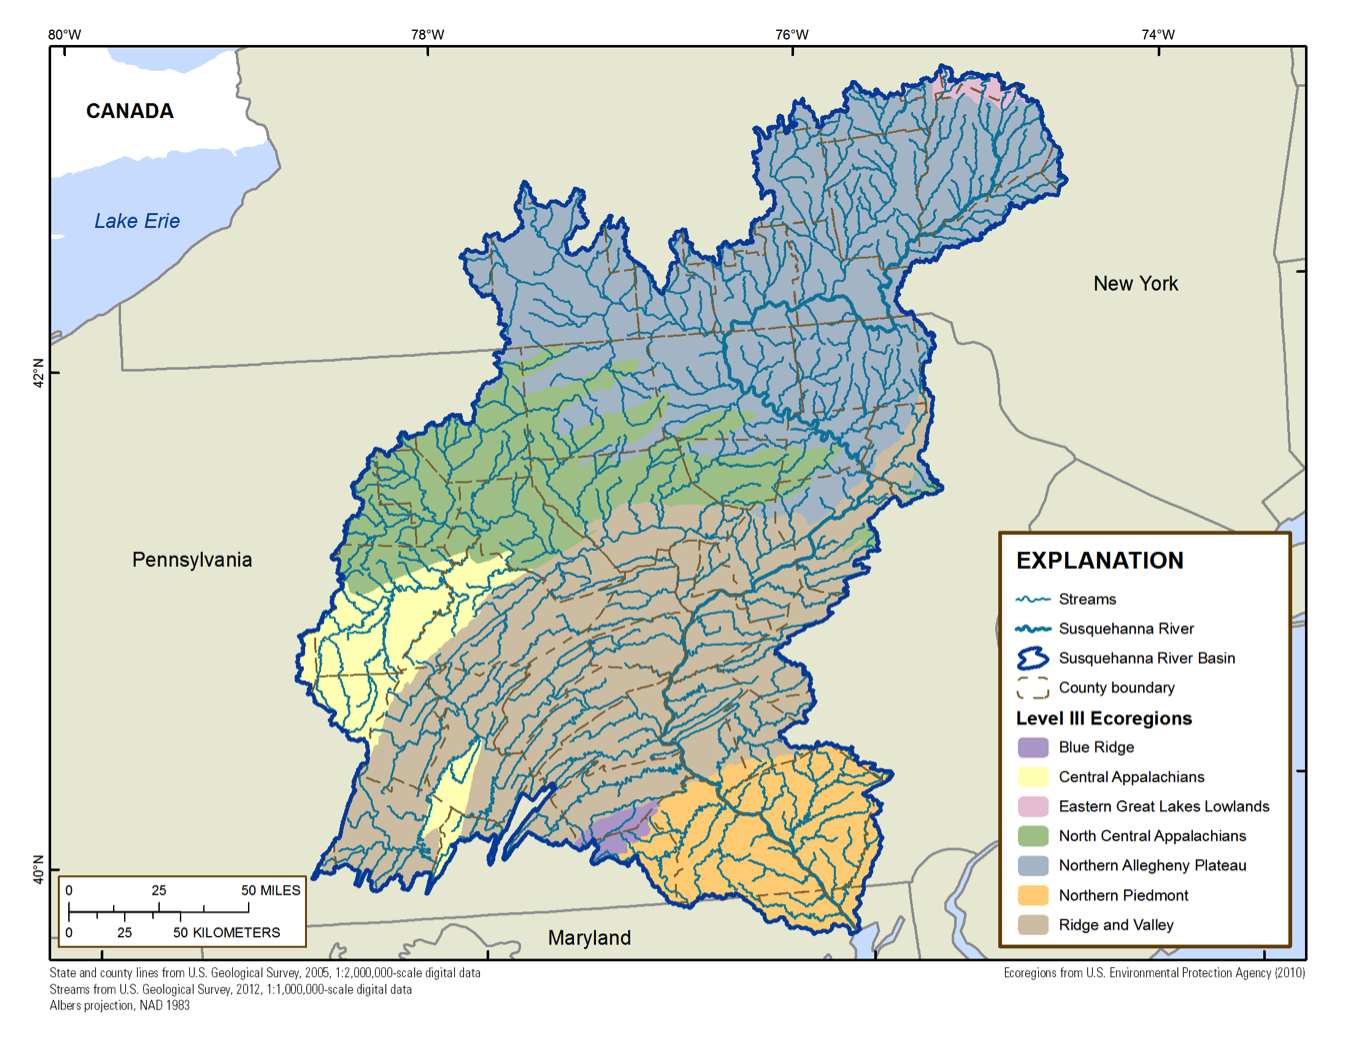 80°W
78°W
76°W
74°W
CANADA
Lake Erie
New York
42°N
Pennsylvania
EXPLANATION
Streams
Susquehanna River
Susquehanna River Basin
County boundary
Level III Ecoregions
Blue Ridge
Central Appalachians
Eastern Great Lakes Lowlands
North Central Appalachians
Northern Allegheny Plateau
Northern Piedmont
Ridge and Valley
40°N
0 25 50 MILES
0 25 50 KILOMETERS
Maryland
State and county lines from U.S. Geological Survey, 2005, 1:2,000,000-scale digital data
Streams from U.S. Geological Survey, 2012, 1:1,000,000-scale digital data
Albers projection, NAD 1983
Ecoregions from U.S. Environmental Protection Agency (2010)